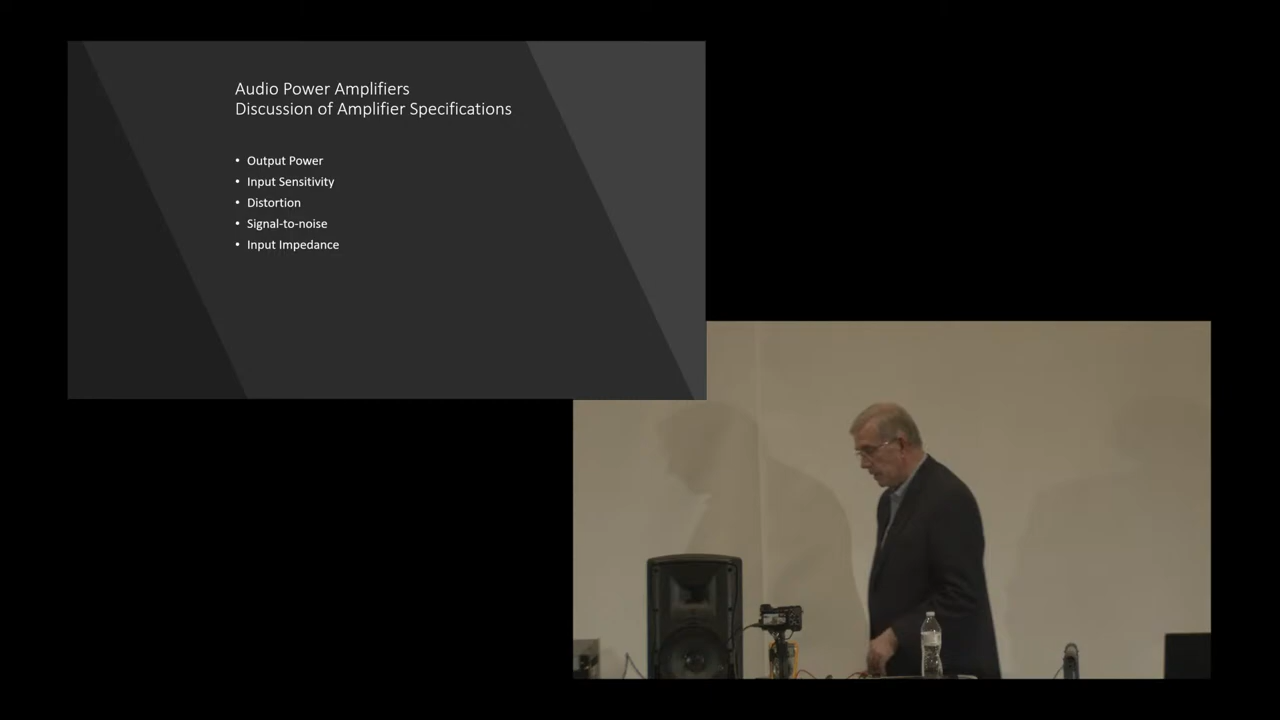 Audio Power Amplifiers
Discussion of Amplifier Specifications
• Output Power
• Input Sensitivity
• Distortion
• Signal-to-noise
• Input Impedance